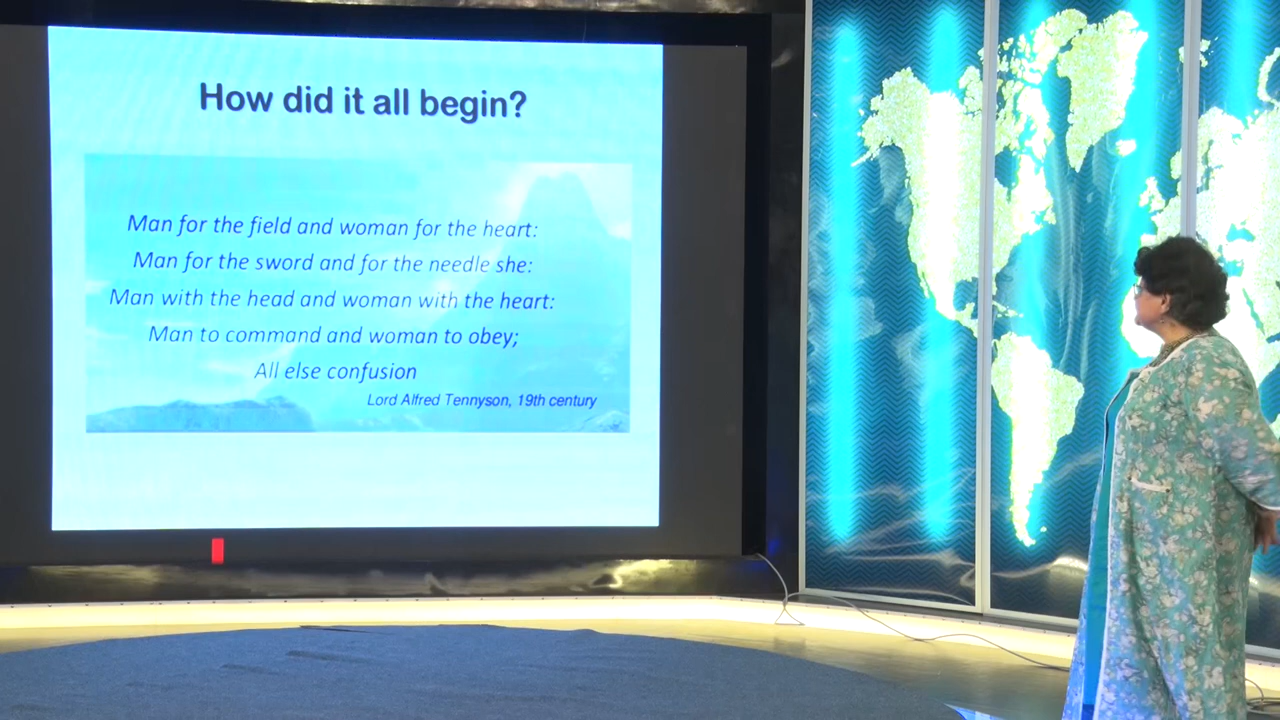 How did it all begin?
Man for the field and woman for the heart:
Man for the sword and for the needle she:
Man with the head and woman with the heart:
Man to command and woman to obey;
All else confusion
Lord Alfred Tennyson, 19th century